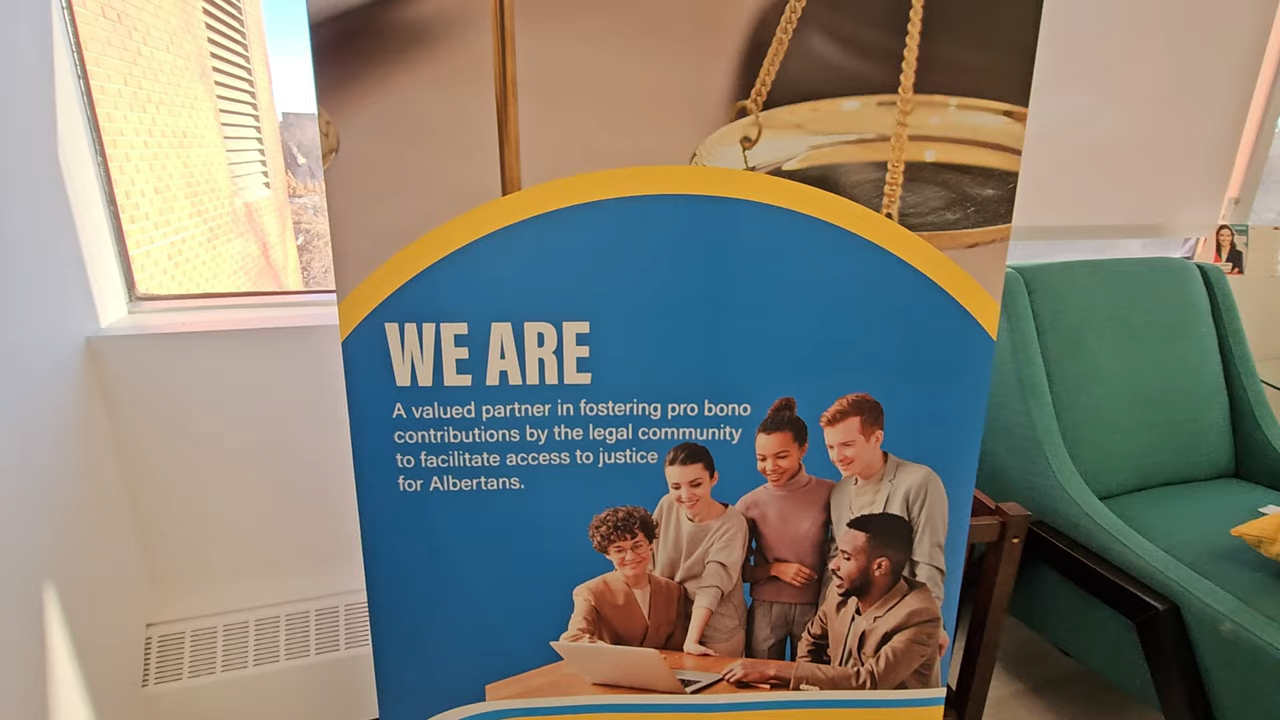 WE ARE
A valued partner in fostering pro bono
contributions by the legal community
to facilitate access to justice
for Albertans.